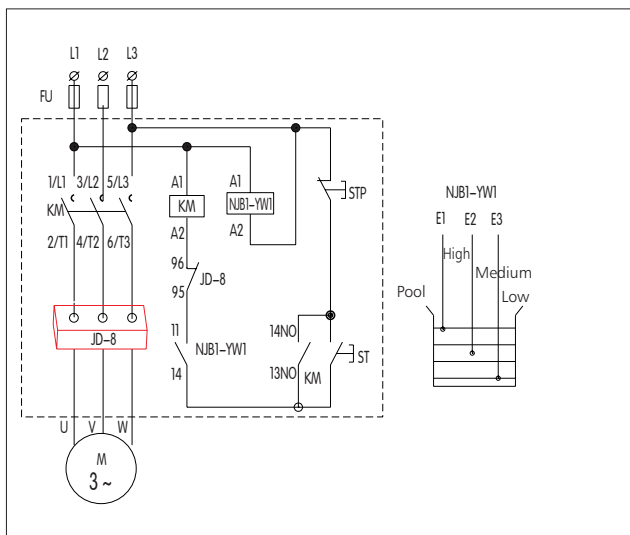 L1 L2 L3
FU
1/L1 3/L2 5/L3
KM
2/T1 4/T2 6/T3
JD-8
U V W
M
3~
A1
KM
A2
A1
NJB1-YW1
A2
96
95
JD-8
11
14
NJB1-YW1
STP
14NO
13NO
KM
ST
NJB1-YW1
E1 E2 E3
High
Medium
Pool
Low